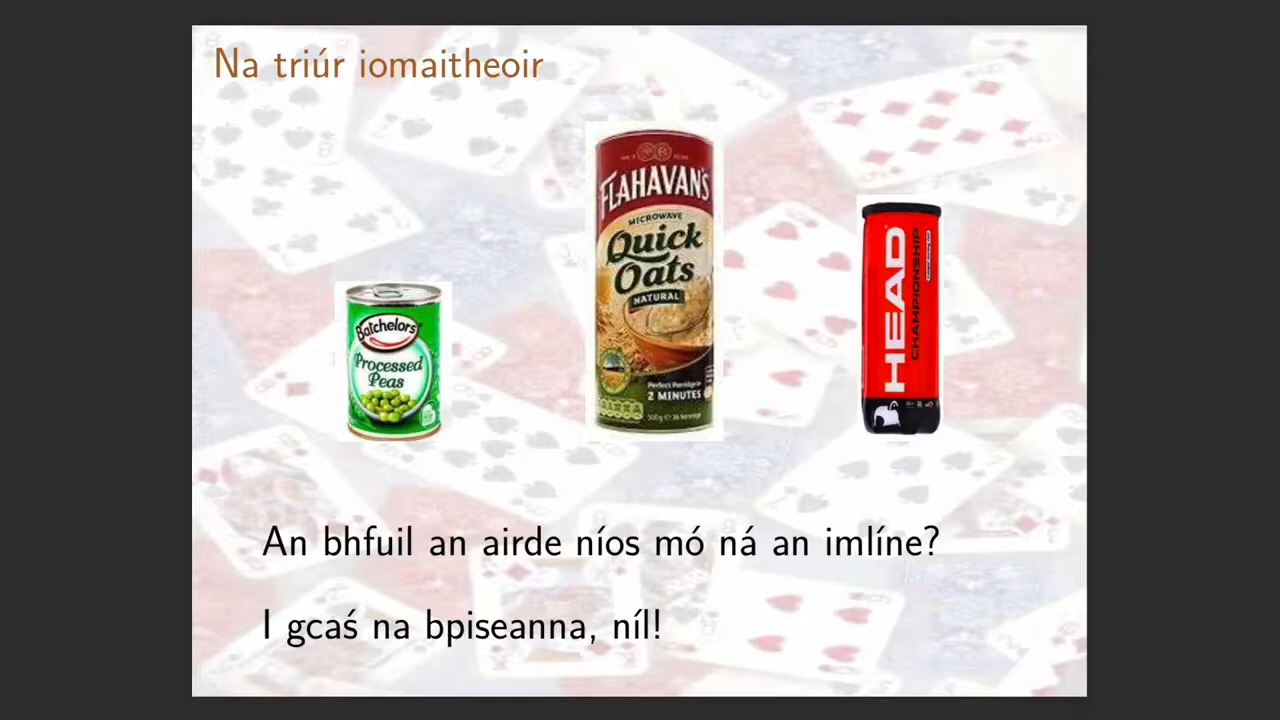 Na triúr iomaitheoir
FLAHAVAN'S
MICROWAVE
Quick
Oats
NATURAL
Perfect Porridge in
2 MINUTES
Batchelors
Processed
Peas
HEAD
CHAMPIONSHIP
An bhfuil an airde níos mó ná an imlíne?
I gcaś na bpiseanna, níl!